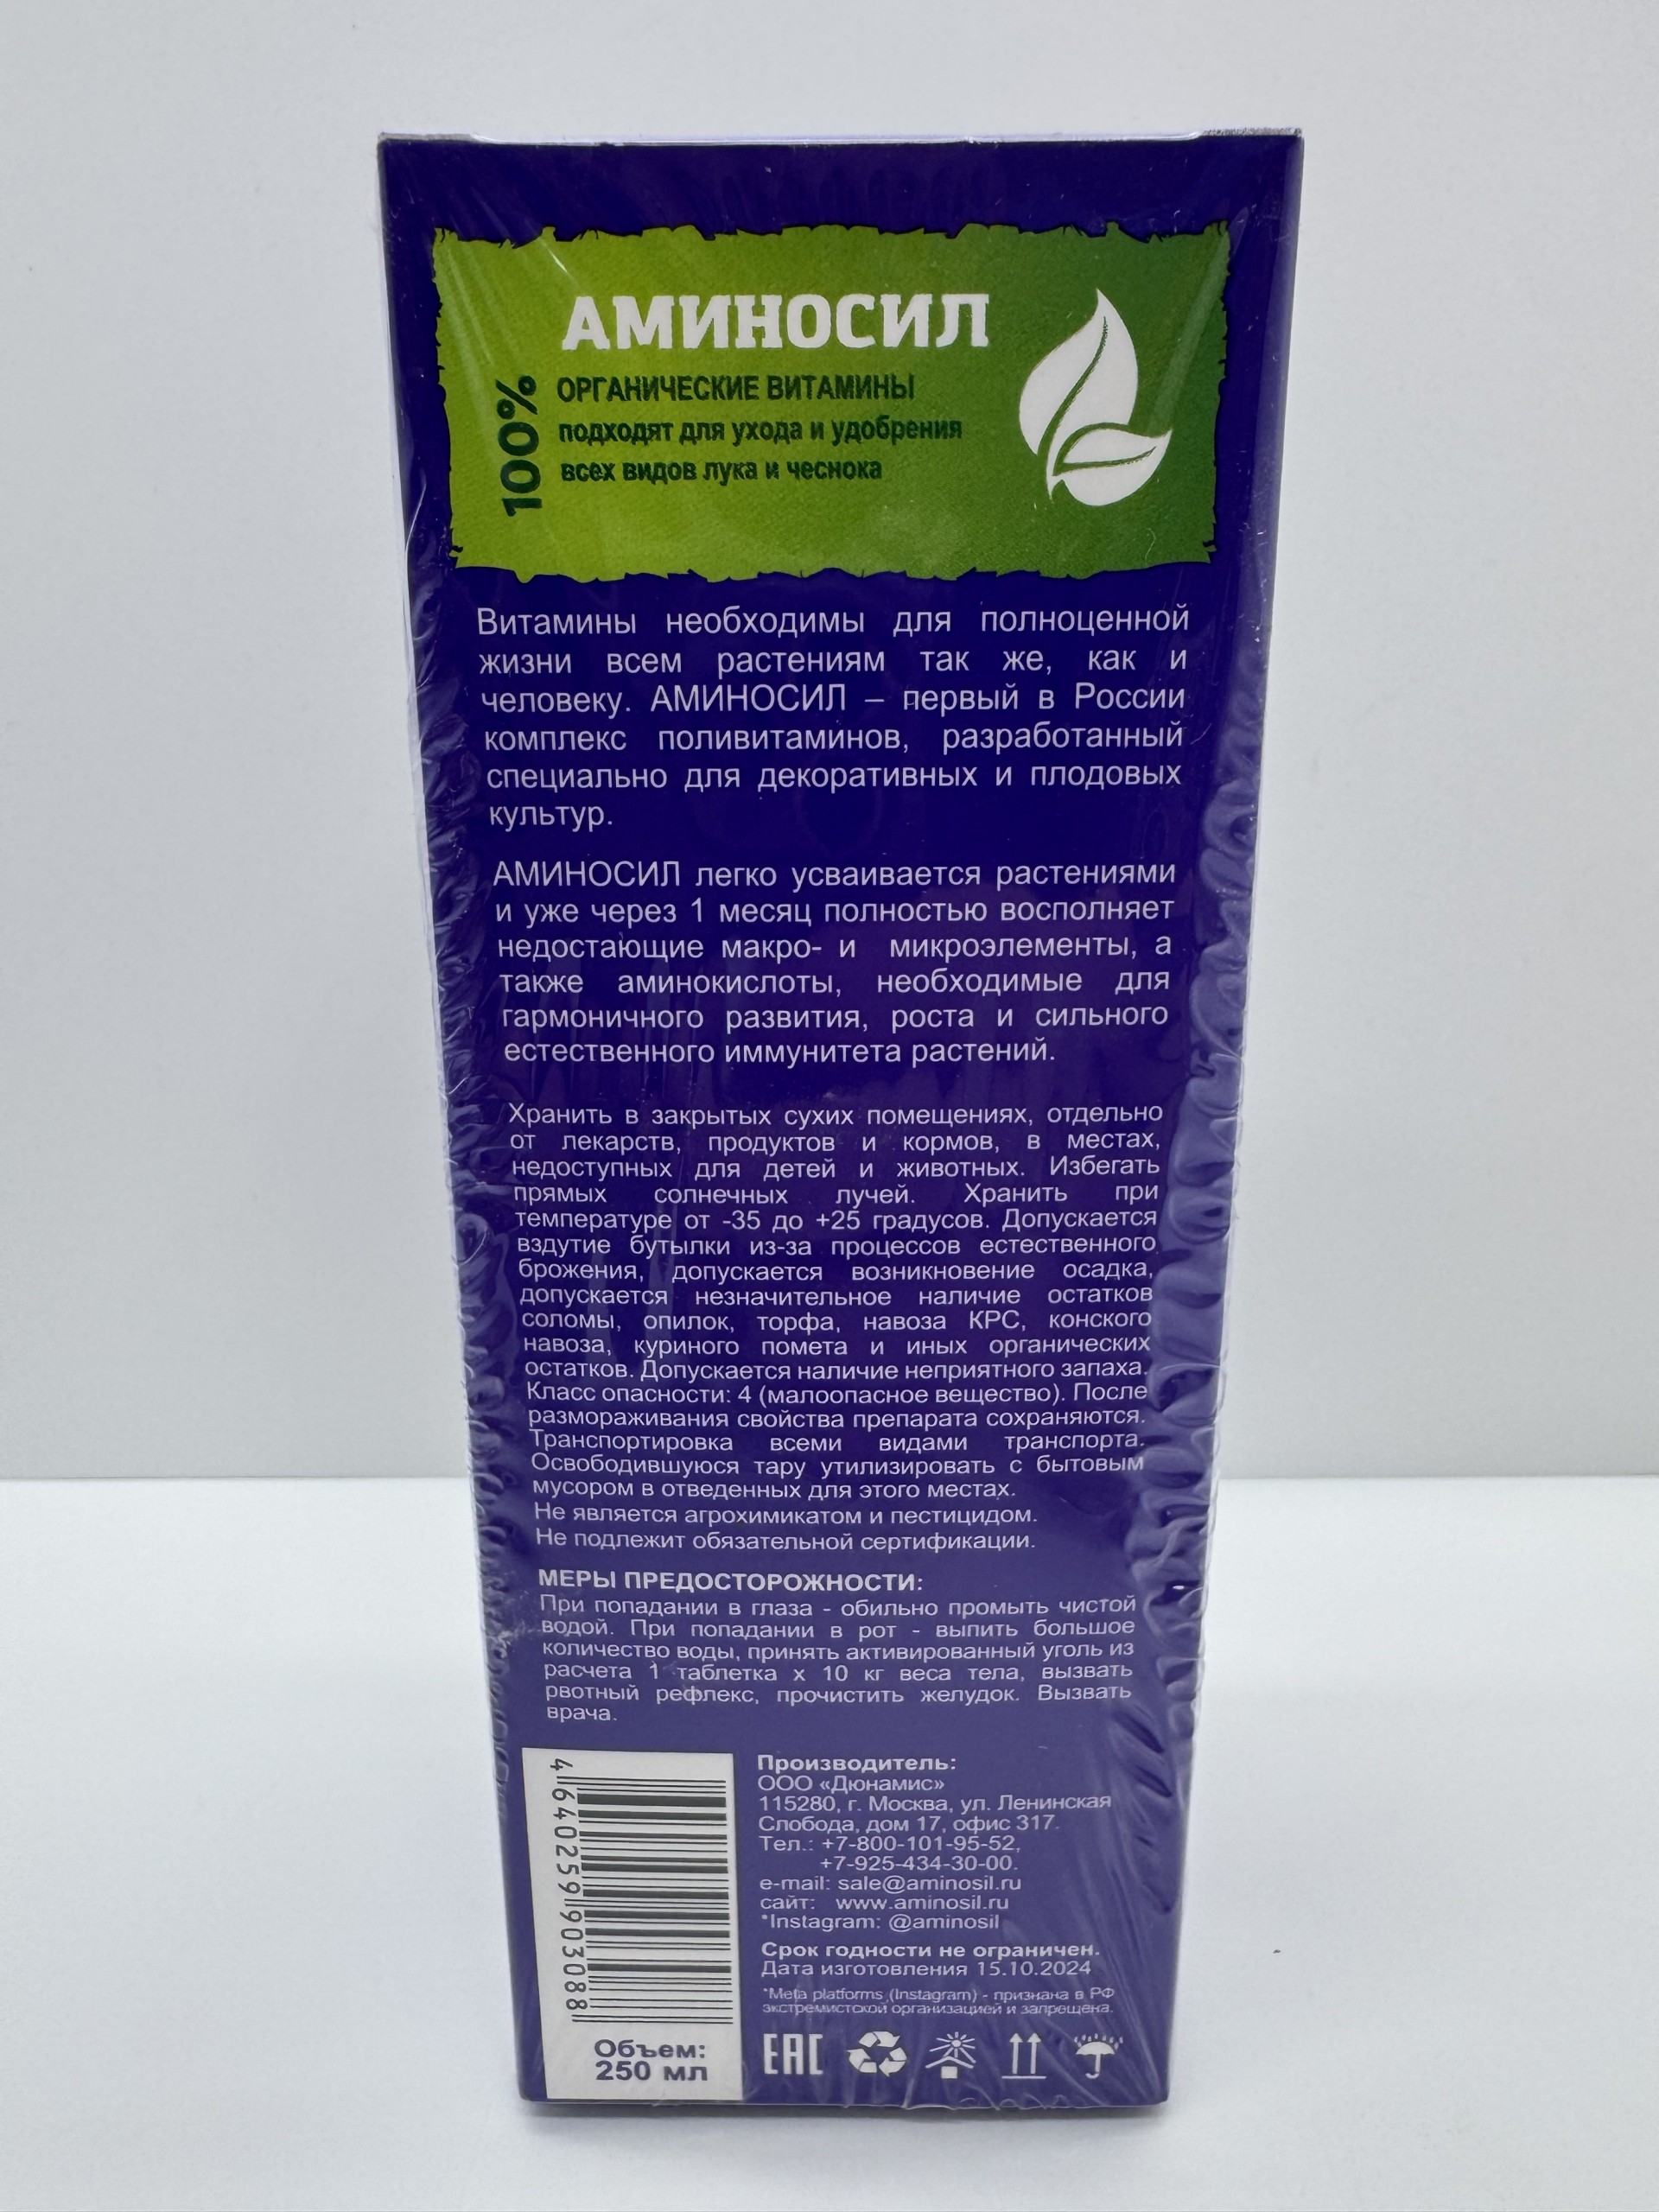 АМИНОСИЛ
100%
ОРГАНИЧЕСКИЕ ВИТАМИНЫ
подходят для ухода и удобрения
всех видов лука и чеснока
Витамины необходимы для полноценной
жизни всем растениям так же, как и
человеку. АМИНОСИЛ – первый в России
комплекс поливитаминов, разработанный
специально для декоративных и плодовых
культур.
АМИНОСИЛ легко усваивается растениями
и уже через 1 месяц полностью восполняет
недостающие макро- и микроэлементы, а
также аминокислоты, необходимые для
гармоничного развития, роста и сильного
естественного иммунитета растений.
Хранить в закрытых сухих помещениях, отдельно
от лекарств, продуктов и кормов, в местах,
недоступных для детей и животных. Избегать
прямых солнечных лучей. Хранить при
температуре от -35 до +25 градусов. Допускается
вздутие бутылки из-за процессов естественного
брожения, допускается возникновение осадка,
допускается незначительное наличие остатков
соломы, опилок, торфа, навоза КРС, конского
навоза, куриного помета и иных органических
остатков. Допускается наличие неприятного запаха.
Класс опасности: 4 (малоопасное вещество). После
размораживания свойства препарата сохраняются.
Транспортировка всеми видами транспорта.
Освободившуюся тару утилизировать с бытовым
мусором в отведенных для этого местах.
Не является агрохимикатом и пестицидом.
Не подлежит обязательной сертификации.
МЕРЫ ПРЕДОСТОРОЖНОСТИ:
При попадании в глаза - обильно промыть чистой
водой. При попадании в рот - выпить большое
количество воды, принять активированный уголь из
расчета 1 таблетка х 10 кг веса тела, вызвать
рвотный рефлекс, прочистить желудок. Вызвать
врача.
4640259903088
Объем:
250 мл
Производитель:
ООО «Дюнамис»
115280, г. Москва, ул. Ленинская
Слобода, дом 17, офис 317.
Тел.: +7-800-101-95-52,
+7-925-434-30-00.
e-mail: sale@aminosil.ru
сайт: www.aminosil.ru
*Instagram: @aminosil
Срок годности не ограничен.
Дата изготовления 15.10.2024
*Meta platforms (Instagram) - признана в РФ
экстремистской организацией и запрещена.
EAC